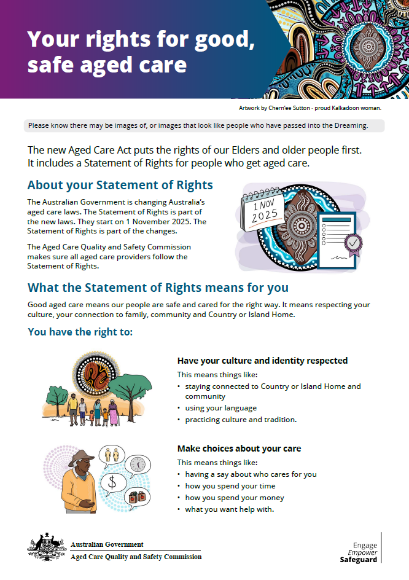 Your rights for good,
safe aged care
Artwork by Chern'ee Sutton - proud Kalkadoon woman.
Please know there may be images of, or images that look like people who have passed into the Dreaming.
The new Aged Care Act puts the rights of our Elders and older people first.
It includes a Statement of Rights for people who get aged care.
About your Statement of Rights
The Australian Government is changing Australia's
aged care laws. The Statement of Rights is part of
the new laws. They start on 1 November 2025. The
Statement of Rights is part of the changes.
The Aged Care Quality and Safety Commission
makes sure all aged care providers follow the
Statement of Rights.
1 NOV
2025
What the Statement of Rights means for you
Good aged care means our people are safe and cared for the right way. It means respecting your
culture, your connection to family, community and Country or Island Home.
You have the right to:
Have your culture and identity respected
This means things like:
• staying connected to Country or Island Home and
community
• using your language
• practicing culture and tradition.
$
Make choices about your care
This means things like:
• having a say about who cares for you
• how you spend your time
• how you spend your money
• what you want help with.
Australian Government
Aged Care Quality and Safety Commission
Engage
Empower
Safeguard